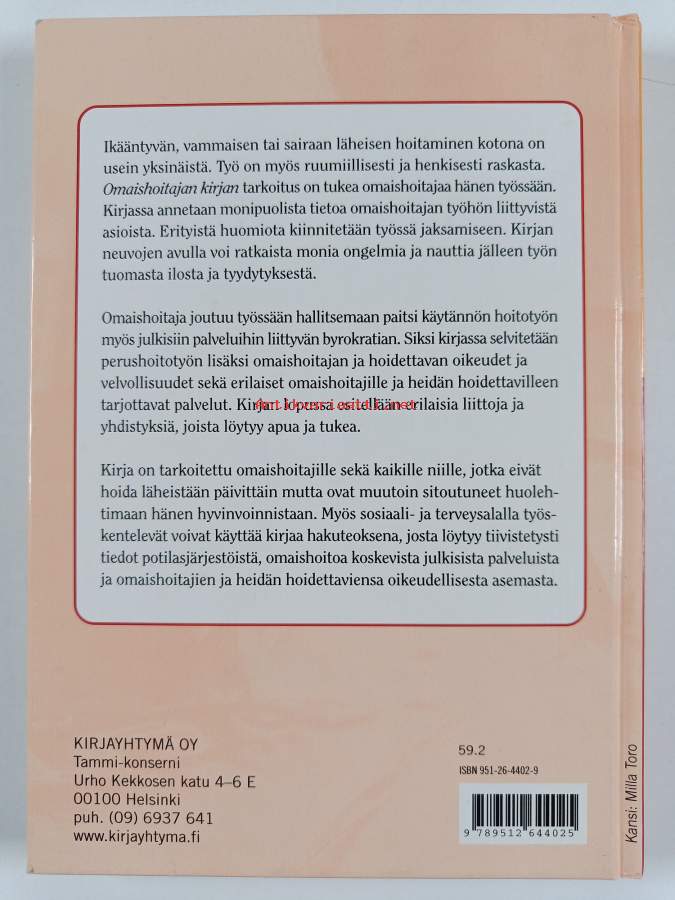 Ikääntyvän, vammaisen tai sairaan läheisen hoitaminen kotona on
usein yksinäistä. Työ on myös ruumiillisesti ja henkisesti raskasta.
Omaishoitajan kirjan tarkoitus on tukea omaishoitajaa hänen työssään.
Kirjassa annetaan monipuolista tietoa omaishoitajan työhön liittyvistä
asioista. Erityistä huomiota kiinnitetään työssä jaksamiseen. Kirjan
neuvojen avulla voi ratkaista monia ongelmia ja nauttia jälleen työn
tuomasta ilosta ja tyydytyksestä.
Omaishoitaja joutuu työssään hallitsemaan paitsi käytännön hoitotyön
myös julkisiin palveluihin liittyvän byrokratian. Siksi kirjassa selvitetään
perushoitotyön lisäksi omaishoitajan ja hoidettavan oikeudet ja
velvollisuudet sekä erilaiset omaishoitajille ja heidän hoidettavilleen
tarjottavat palvelut. Kirjan lopussa esitellään erilaisia liittoja ja
Antikvariaatti.net
yhdistyksiä, joista löytyy apua ja tukea.
Kirja on tarkoitettu omaishoitajille sekä kaikille niille, jotka eivät
hoida läheistään päivittäin mutta ovat muutoin sitoutuneet huoleh-
timaan hänen hyvinvoinnistaan. Myös sosiaali- ja terveysalalla työs-
kentelevät voivat käyttää kirjaa hakuteoksena, josta löytyy tiivistetysti
tiedot potilasjärjestöistä, omaishoitoa koskevista julkisista palveluista
ja omaishoitajien ja heidän hoidettaviensa oikeudellisesta asemasta.
KIRJAYHTYMÄ OY
Tammi-konserni
Urho Kekkosen katu 4–6 E
00100 Helsinki
puh. (09) 6937 641
www.kirjayhtyma.fi
59.2
ISBN 951-26-4402-9
9 789512 644025
Kansi: Milla Toro